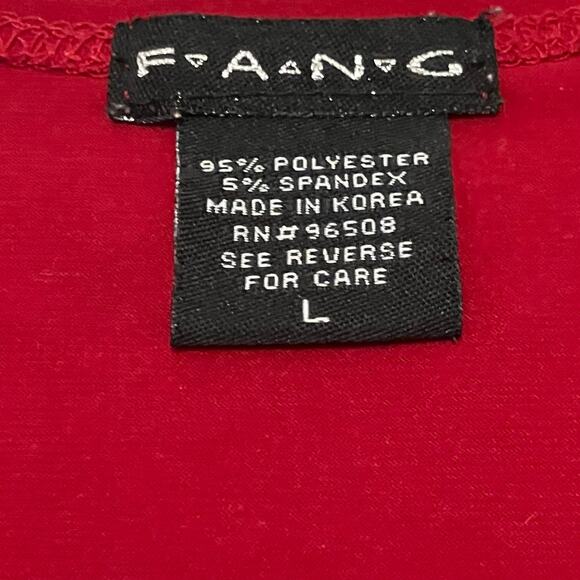 F▿A▵N▿G
95% POLYESTER
5% SPANDEX
MADE IN KOREA
RN# 96508
SEE REVERSE
FOR CARE
L